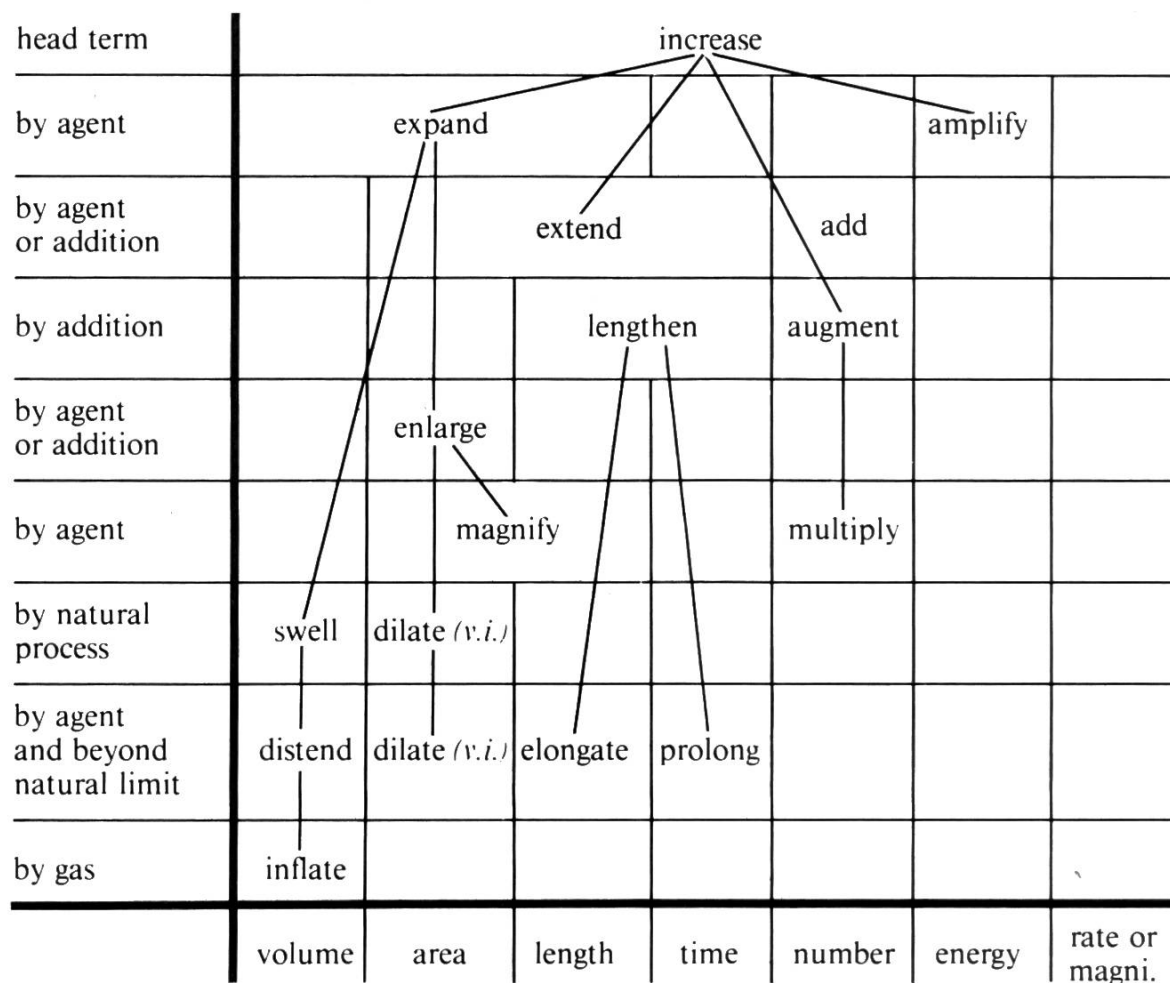 head term increase
by agent expand amplify
by agent
or addition extend add
by addition lengthen augment
by agent
or addition enlarge
by agent magnify multiply
by natural
process swell dilate (v.i.)
by agent
and beyond
natural limit distend dilate (v.i.) elongate prolong
by gas inflate
volume area length time number energy rate or
magni.